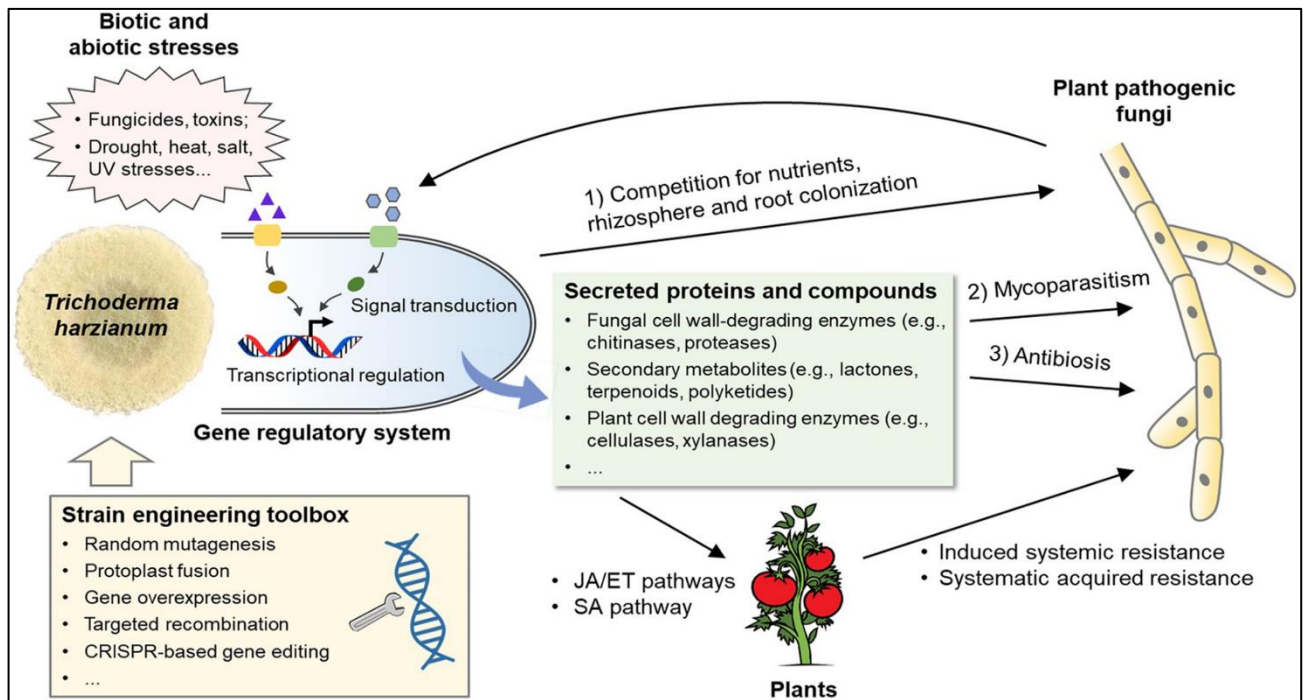 Biotic and
abiotic stresses
• Fungicides, toxins;
• Drought, heat, salt,
UV stresses...
Trichoderma
harzianum
Signal transduction
Transcriptional regulation
Gene regulatory system
Strain engineering toolbox
• Random mutagenesis
• Protoplast fusion
• Gene overexpression
• Targeted recombination
• CRISPR-based gene editing
• ...
1) Competition for nutrients,
rhizosphere and root colonization
Secreted proteins and compounds
• Fungal cell wall-degrading enzymes (e.g.,
chitinases, proteases)
• Secondary metabolites (e.g., lactones,
terpenoids, polyketides)
• Plant cell wall degrading enzymes (e.g.,
cellulases, xylanases)
• ...
2) Mycoparasitism
3) Antibiosis
Plant pathogenic
fungi
• JA/ET pathways
• SA pathway
Plants
• Induced systemic resistance
• Systematic acquired resistance